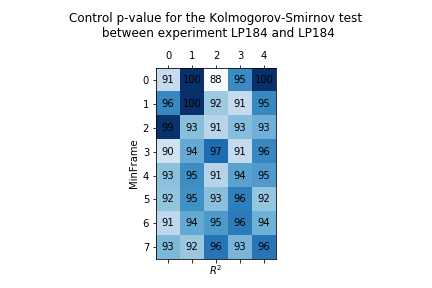 Control p-value for the Kolmogorov-Smirnov test
between experiment LP184 and LP184
0 1 2 3 4
0 91 100 88 95 100
1 96 100 92 91 95
2 99 93 91 93 93
3 90 94 97 91 96
4 93 95 91 94 95
5 92 95 93 96 92
6 91 94 95 96 94
7 93 92 96 93 96
MinFrame
R²